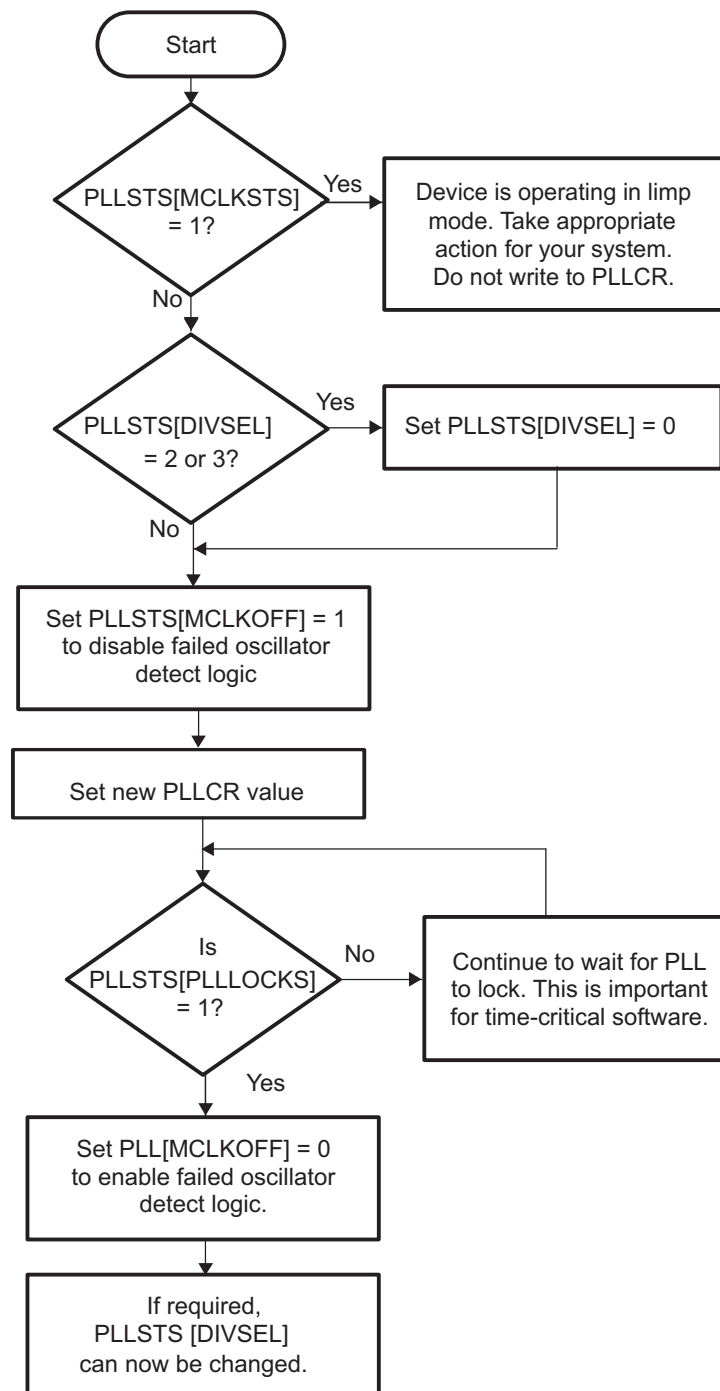 Start
PLLSTS[MCLKSTS]
= 1?
Yes
Device is operating in limp
mode. Take appropriate
action for your system.
Do not write to PLLCR.
No
PLLSTS[DIVSEL]
= 2 or 3?
Yes
Set PLLSTS[DIVSEL] = 0
No
Set PLLSTS[MCLKOFF] = 1
to disable failed oscillator
detect logic
Set new PLLCR value
Is
PLLSTS[PLLLOCKS]
= 1?
No
Continue to wait for PLL
to lock. This is important
for time-critical software.
Yes
Set PLL[MCLKOFF] = 0
to enable failed oscillator
detect logic.
If required,
PLLSTS [DIVSEL]
can now be changed.